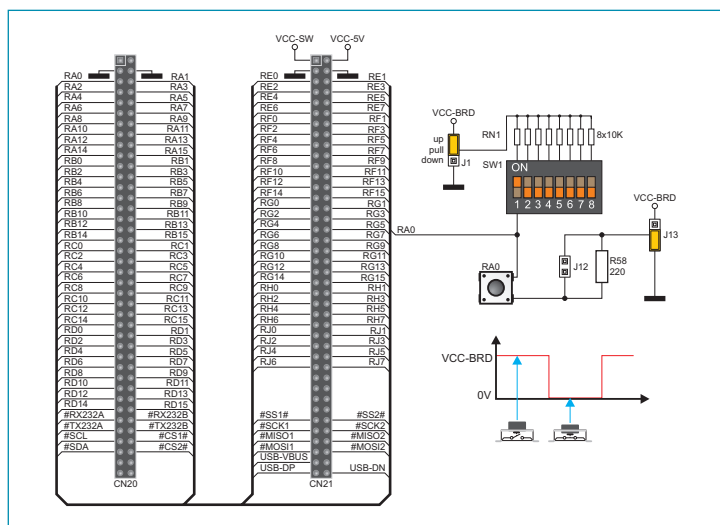 VCC-SW VCC-5V
RA0 RA1
RA2 RA3
RA4 RA5
RA6 RA7
RA8 RA9
RA10 RA11
RA12 RA13
RA14 RA15
RB0 RB1
RB2 RB3
RB4 RB5
RB6 RB7
RB8 RB9
RB10 RB11
RB12 RB13
RB14 RB15
RC0 RC1
RC2 RC3
RC4 RC5
RC6 RC7
RC8 RC9
RC10 RC11
RC12 RC13
RC14 RC15
RD0 RD1
RD2 RD3
RD4 RD5
RD6 RD7
RD8 RD9
RD10 RD11
RD12 RD13
RD14 RD15
#RX232A #RX232B
#TX232A #TX232B
#SCL #CS1#
#SDA #CS2#
CN20
RE0 RE1
RE2 RE3
RE4 RE5
RE6 RE7
RF0 RF1
RF2 RF3
RF4 RF5
RF6 RF7
RF8 RF9
RF10 RF11
RF12 RF13
RF14 RF15
RG0 RG1
RG2 RG3
RG4 RG5
RG6 RG7
RG8 RG9
RG10 RG11
RG12 RG13
RG14 RG15
RH0 RH1
RH2 RH3
RH4 RH5
RH6 RH7
RJ0 RJ1
RJ2 RJ3
RJ4 RJ5
RJ6 RJ7
#SS1# #SS2#
#SCK1 #SCK2
#MISO1 #MISO2
#MOSI1 #MOSI2
USB-VBUS
USB-DP USB-DN
CN21
VCC-BRD
up
pull
down
J1
RN1
8x10K
SW1
ON
1 2 3 4 5 6 7 8
VCC-BRD
J13
RA0
RA0
J12
R58
220
VCC-BRD
0V